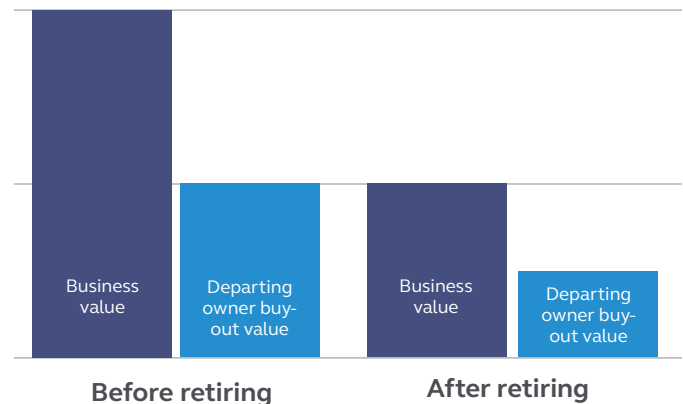 Business
value
Departing
owner buy-
out value
Business
value
Departing
owner buy-
out value
Before retiring
After retiring